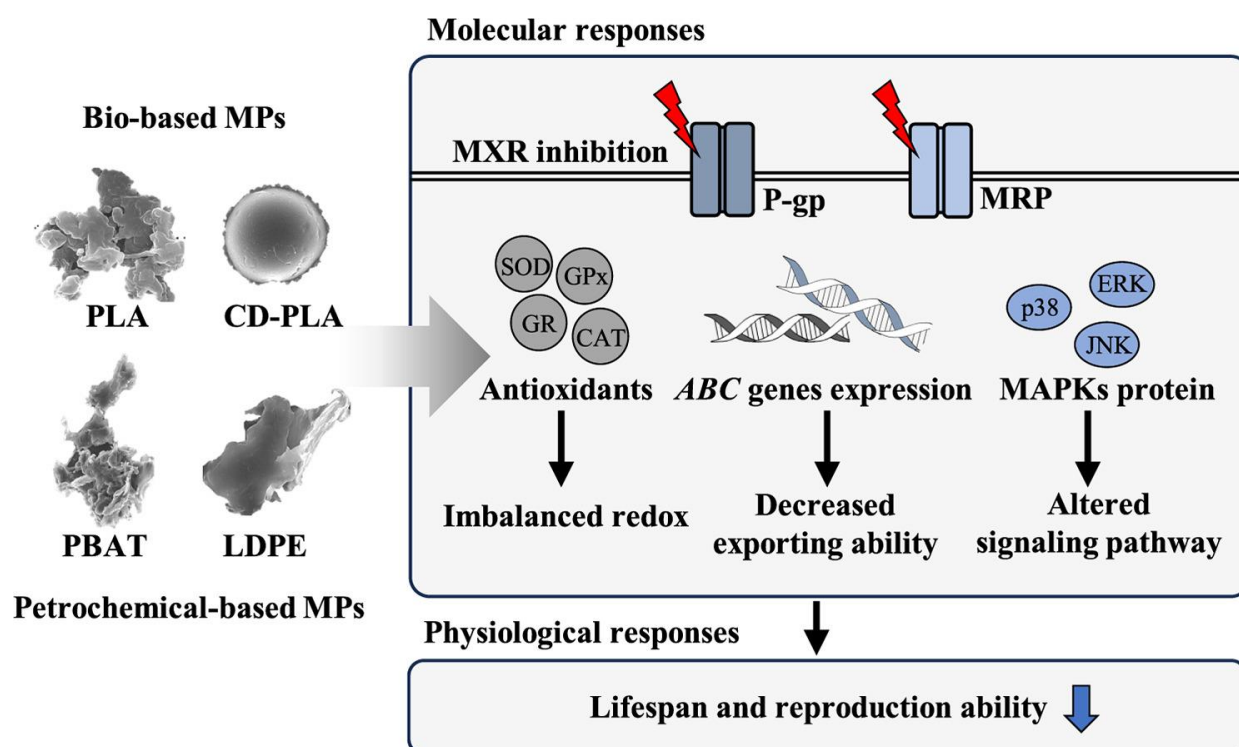 Molecular responses
Bio-based MPs
MXR inhibition
P-gp
MRP
PLA
CD-PLA
PBAT
LDPE
Petrochemical-based MPs
SOD
GPx
GR
CAT
Antioxidants
ABC genes expression
p38
ERK
JNK
MAPKs protein
Imbalanced redox
Decreased
exporting ability
Altered
signaling pathway
Physiological responses
Lifespan and reproduction ability